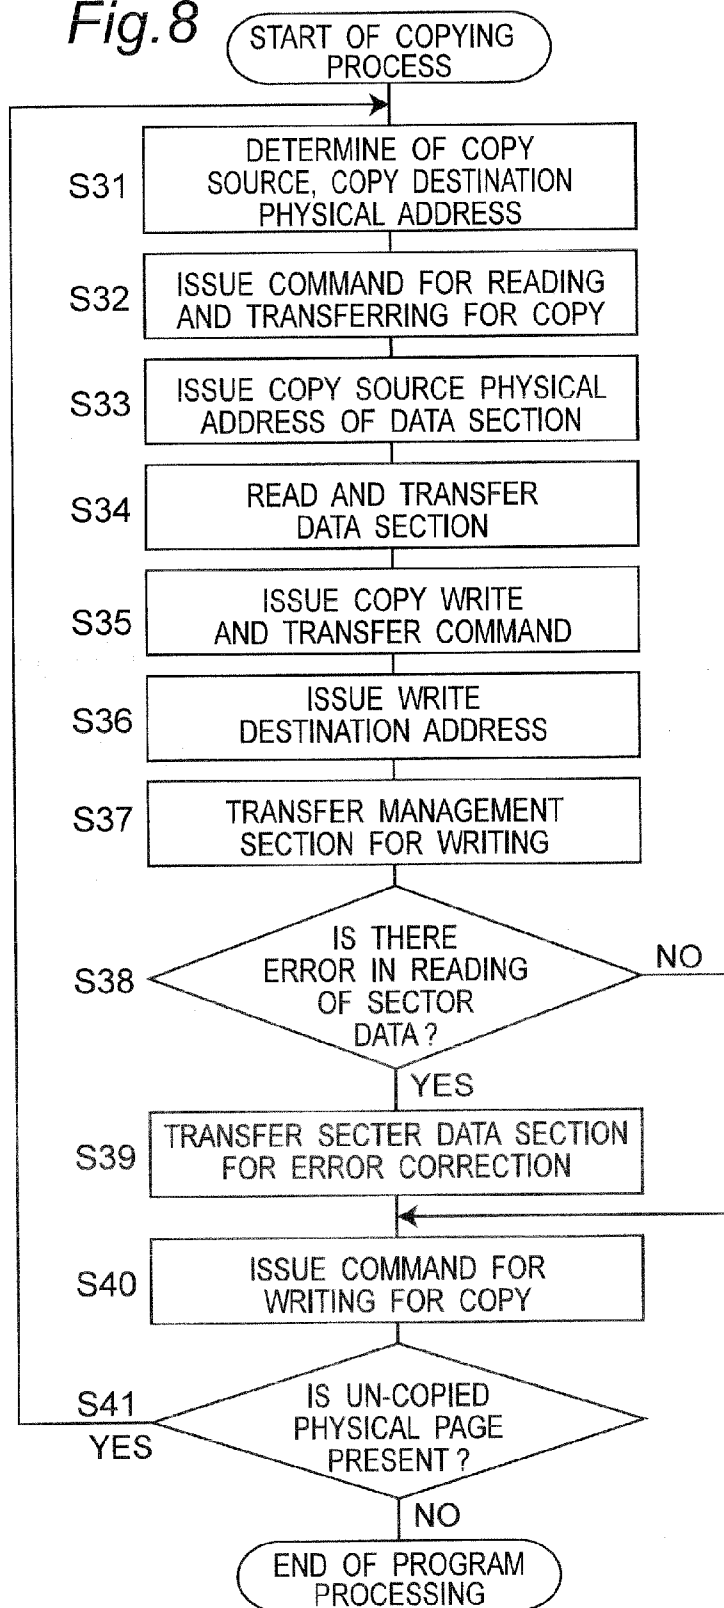 Fig.8
START OF COPYING
PROCESS
S31
DETERMINE OF COPY
SOURCE, COPY DESTINATION
PHYSICAL ADDRESS
S32
ISSUE COMMAND FOR READING
AND TRANSFERRING FOR COPY
S33
ISSUE COPY SOURCE PHYSICAL
ADDRESS OF DATA SECTION
S34
READ AND TRANSFER
DATA SECTION
S35
ISSUE COPY WRITE
AND TRANSFER COMMAND
S36
ISSUE WRITE
DESTINATION ADDRESS
S37
TRANSFER MANAGEMENT
SECTION FOR WRITING
S38
IS THERE
ERROR IN READING
OF SECTOR
DATA?
NO
YES
S39
TRANSFER SECTER DATA SECTION
FOR ERROR CORRECTION
S40
ISSUE COMMAND FOR
WRITING FOR COPY
S41
IS UN-COPIED
PHYSICAL PAGE
PRESENT?
YES
NO
END OF PROGRAM
PROCESSING